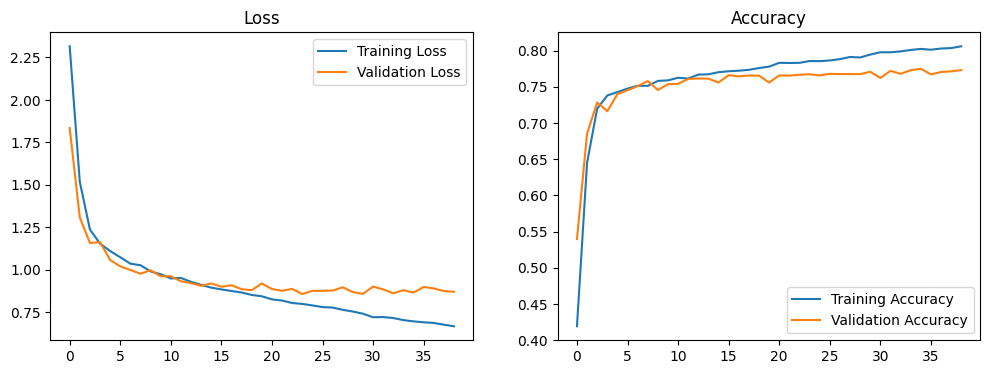 Loss
Training Loss
Validation Loss
2.25
2.00
1.75
1.50
1.25
1.00
0.75
0 5 10 15 20 25 30 35
Accuracy
0.80
0.75
0.70
0.65
0.60
0.55
0.50
0.45
0.40
Training Accuracy
Validation Accuracy
0 5 10 15 20 25 30 35